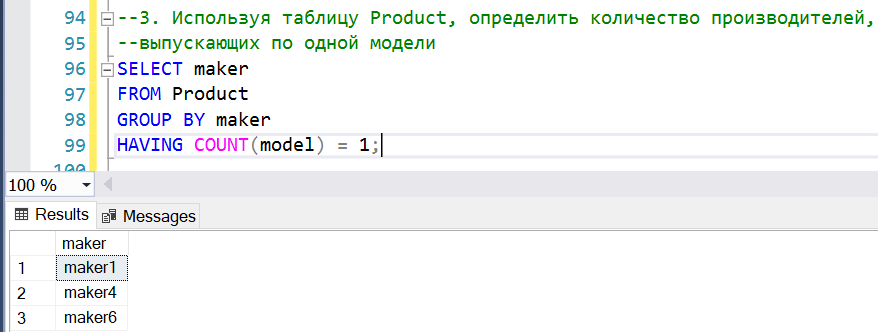 94 --3. Используя таблицу Product, определить количество производителей,
95 --выпускающих по одной модели
96 SELECT maker
97 FROM Product
98 GROUP BY maker
99 HAVING COUNT(model) = 1;
100
100 %
Results Messages
maker
1 maker1
2 maker4
3 maker6